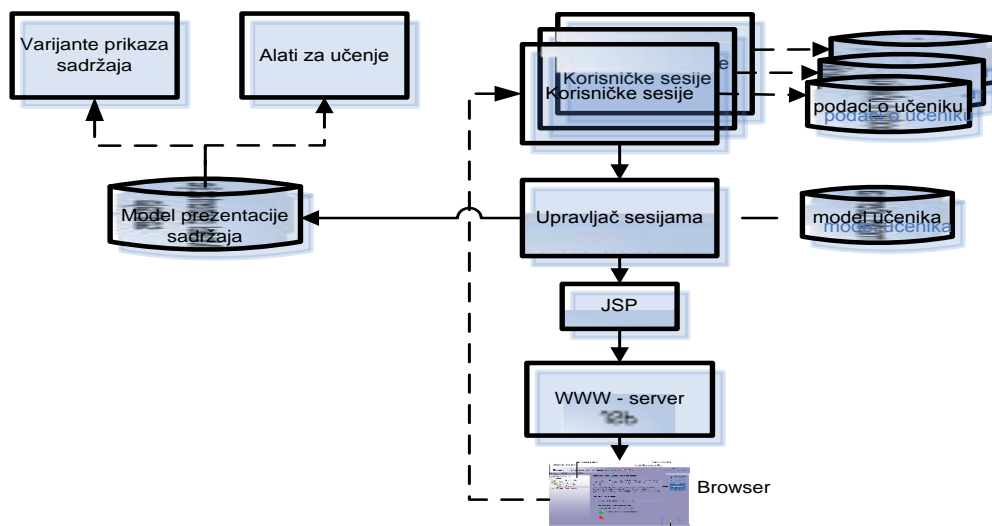 Varijante prikaza
sadržaja
Alati za učenje
Korisničke sesije
Korisničke sesije
podaci o učeniku
podaci o učeniku
Model prezentacije
sadržaja
Upravljač sesijama
model učenika
model učenika
JSP
WWW - server
Browser